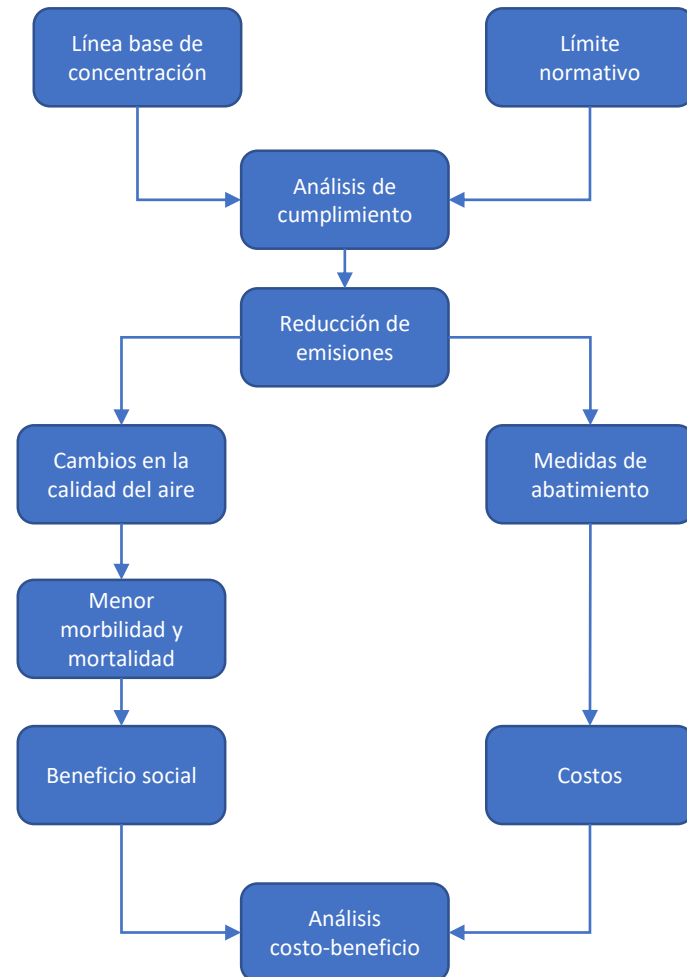 Línea base de
concentración
Límite
normativo
Análisis de
cumplimiento
Reducción de
emisiones
Cambios en la
calidad del aire
Medidas de
abatimiento
Menor
morbilidad y
mortalidad
Beneficio social
Costos
Análisis
costo-beneficio